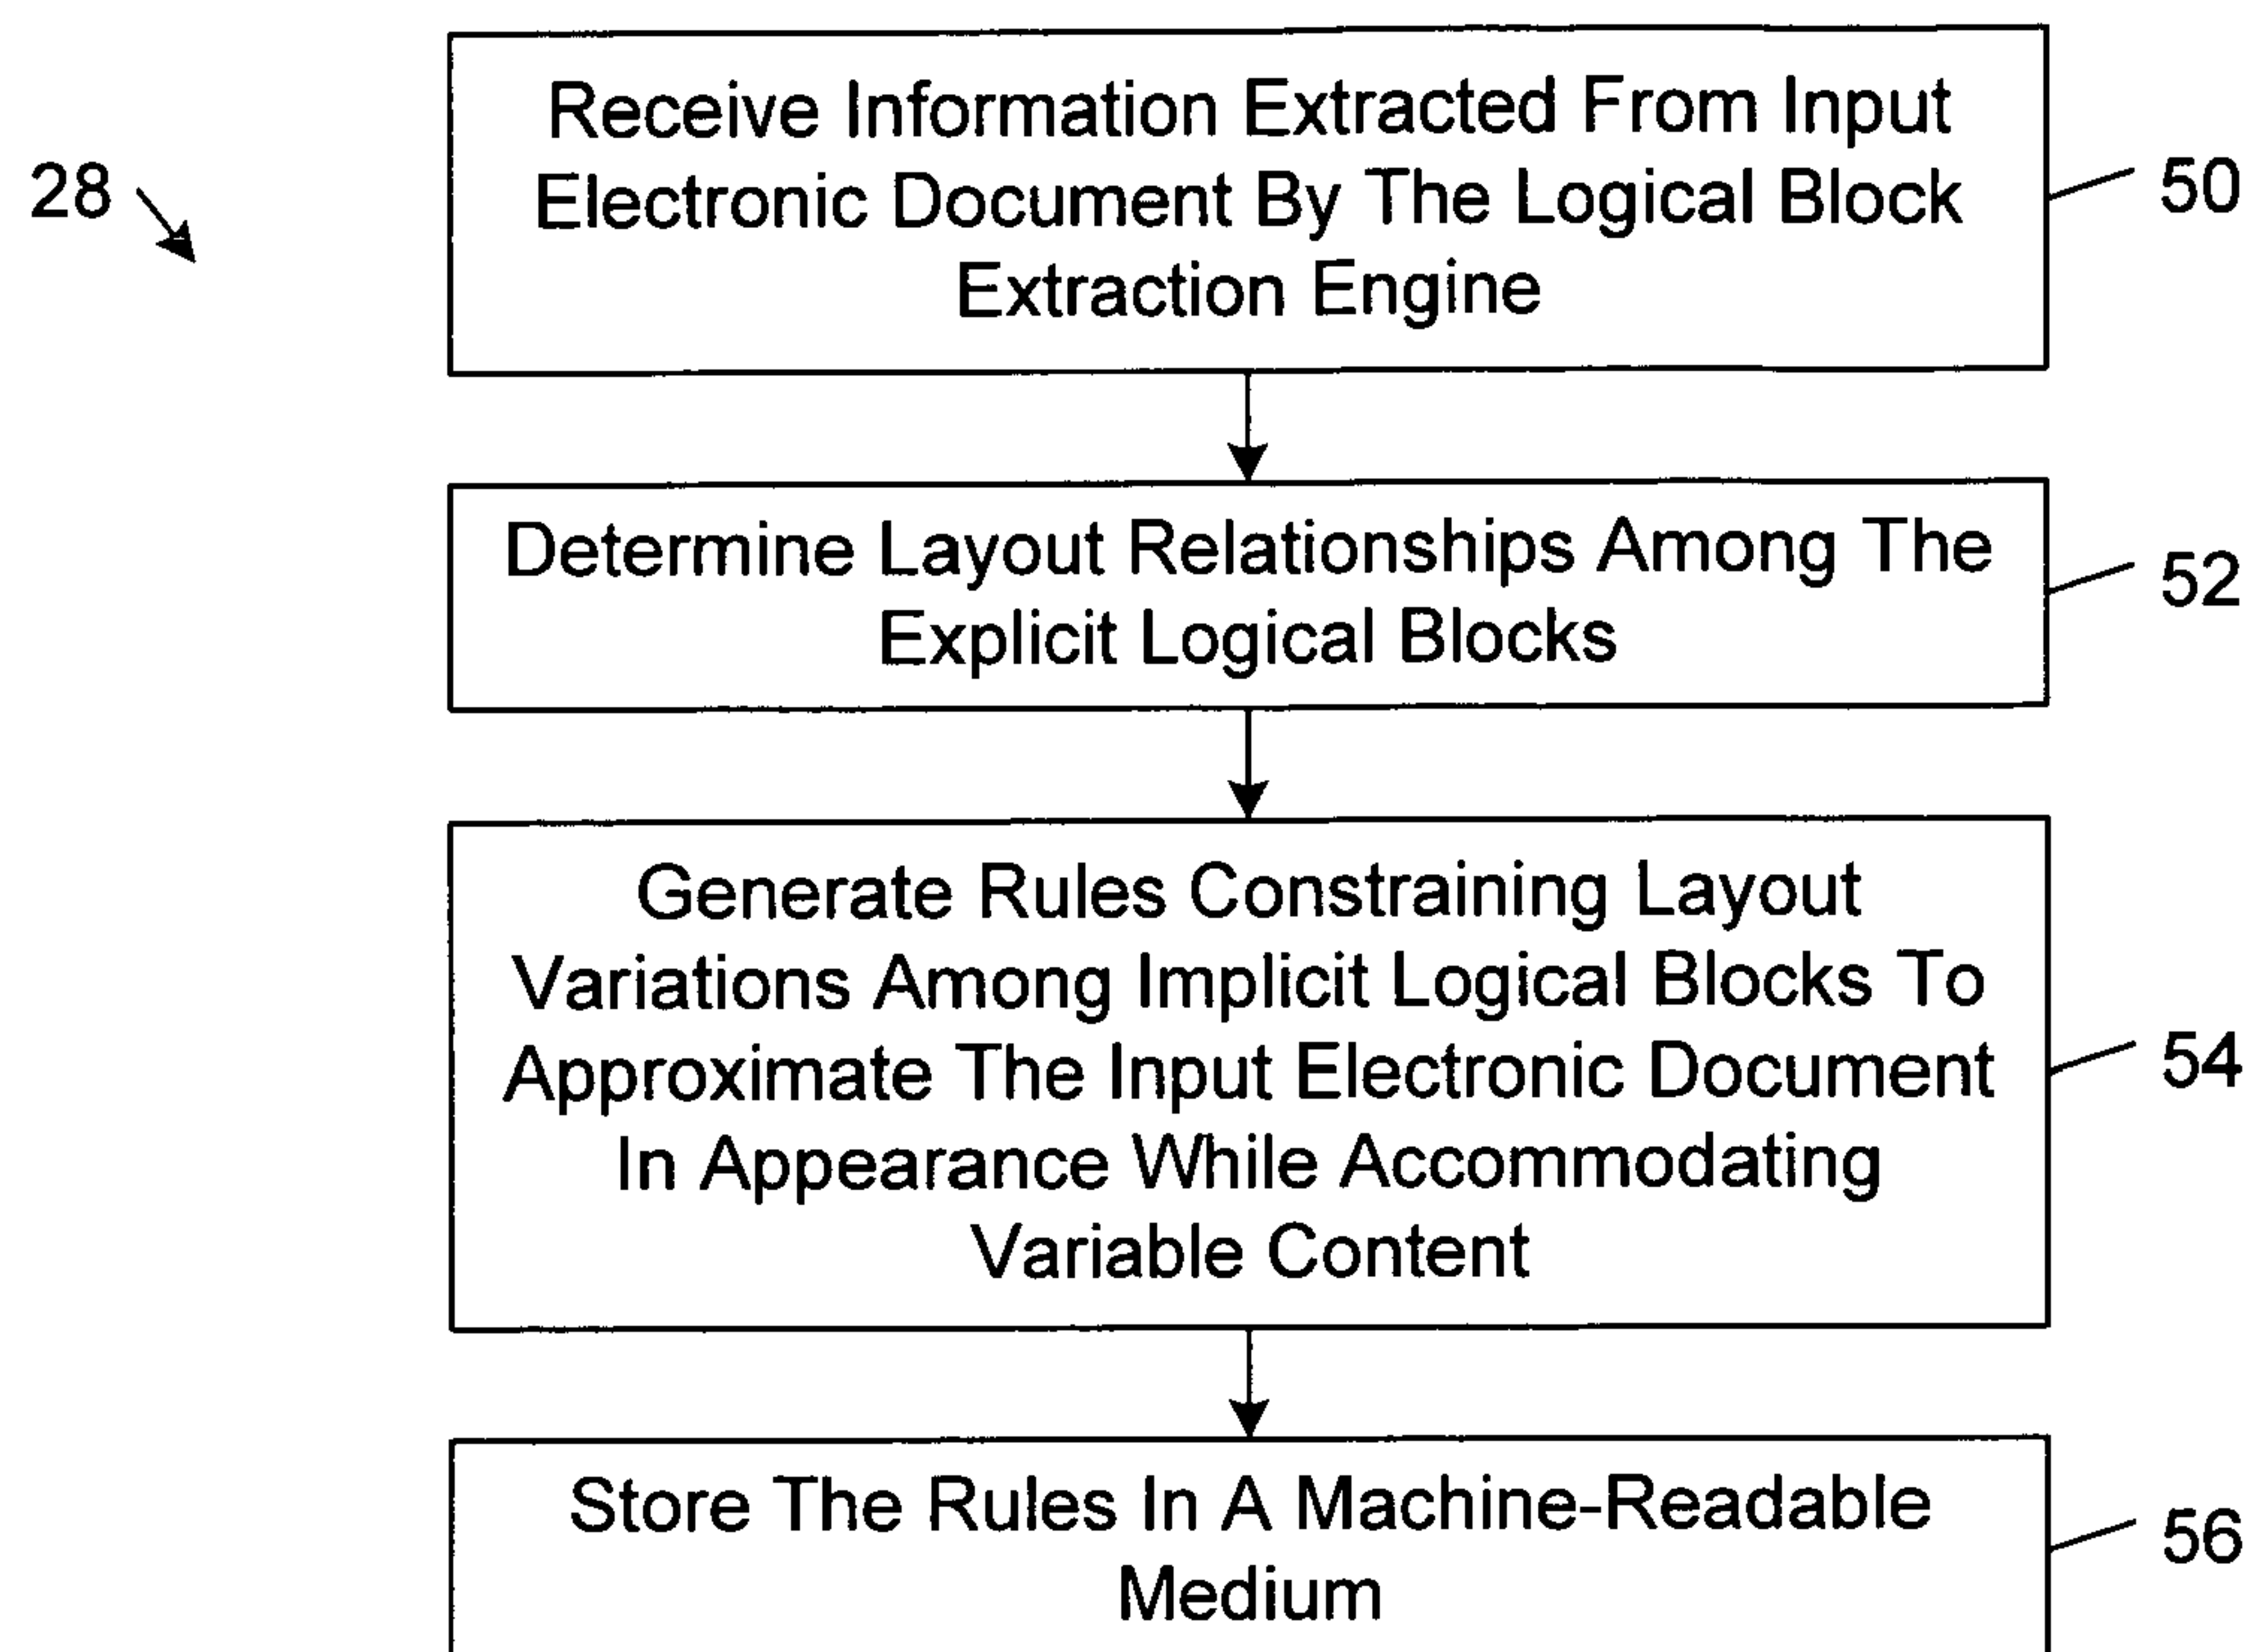 28
Receive Information Extracted From Input
Electronic Document By The Logical Block
Extraction Engine
50
Determine Layout Relationships Among The
Explicit Logical Blocks
52
Generate Rules Constraining Layout
Variations Among Implicit Logical Blocks To
Approximate The Input Electronic Document
In Appearance While Accommodating
Variable Content
54
Store The Rules In A Machine-Readable
Medium
56